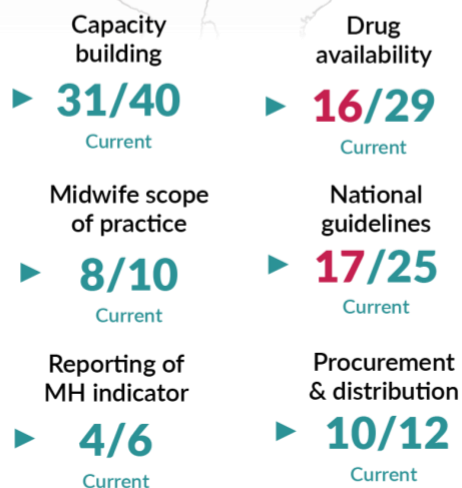 Capacity
building
31/40
Current
Drug
availability
16/29
Current
Midwife scope
of practice
8/10
Current
National
guidelines
17/25
Current
Reporting of
MH indicator
4/6
Current
Procurement
& distribution
10/12
Current